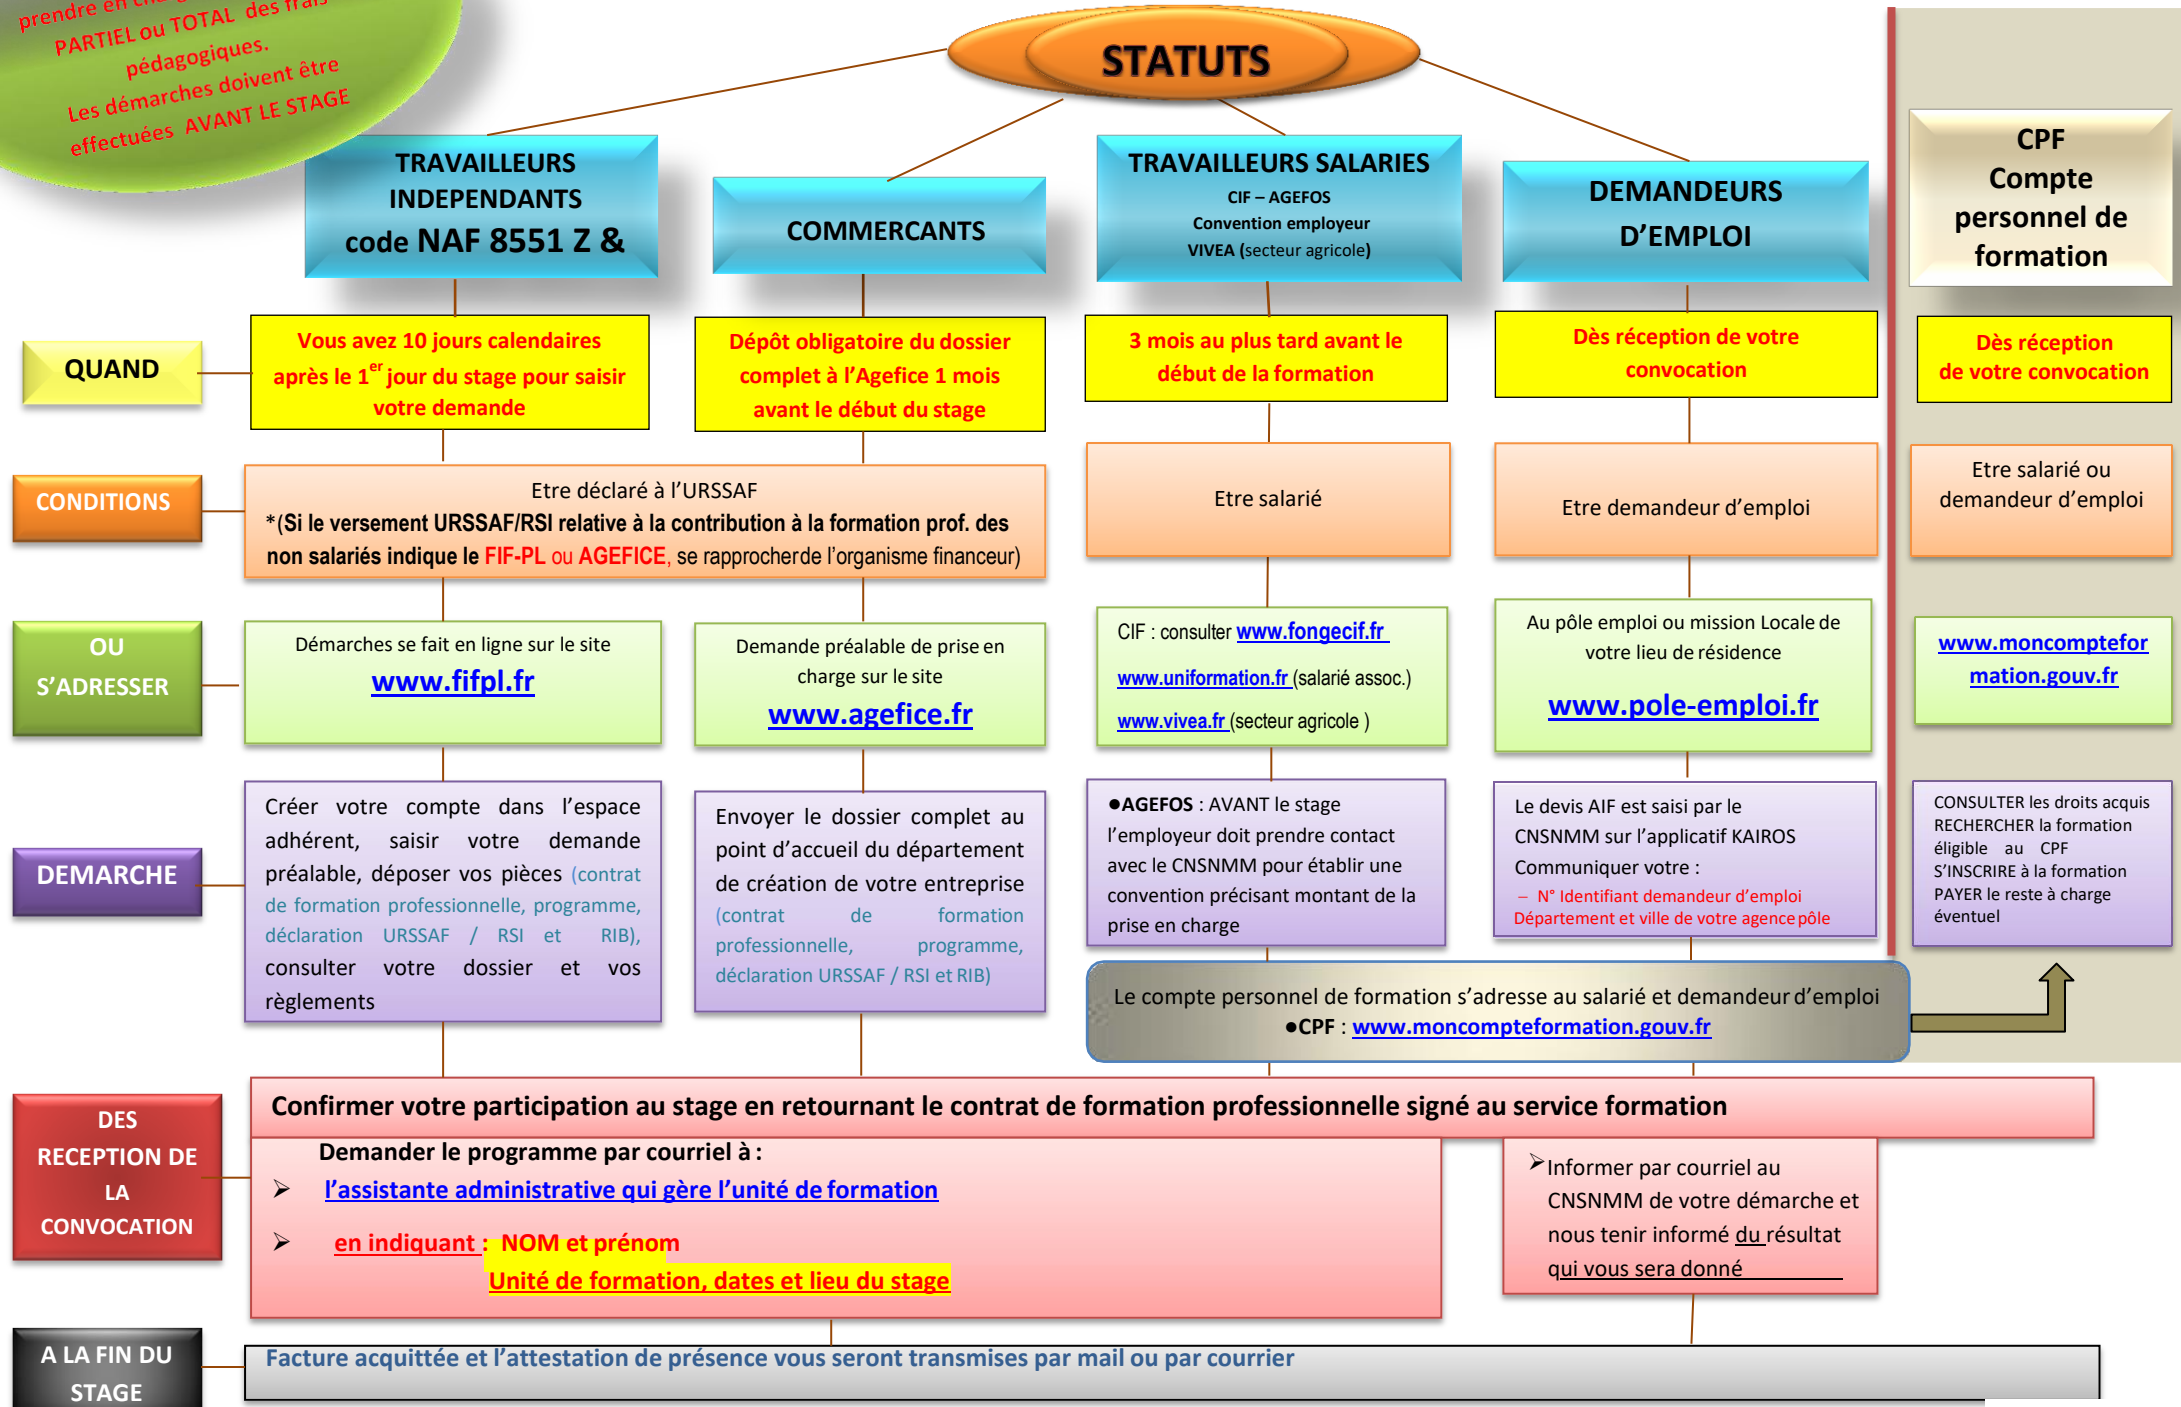 prendre en
PARTIEL ou TOTAL des frais
pédagogiques.
Les démarches doivent être
effectuées AVANT LE STAGE
STATUTS
TRAVAILLEURS
INDEPENDANTS
code NAF 8551 Z &
COMMERCANTS
TRAVAILLEURS SALARIES
CIF – AGEFOS
Convention employeur
VIVEA (secteur agricole)
DEMANDEURS
D’EMPLOI
CPF
Compte
personnel de
formation
QUAND
Vous avez 10 jours calendaires
après le 1er jour du stage pour saisir
votre demande
Dépôt obligatoire du dossier
complet à l’Agefice 1 mois
avant le début du stage
3 mois au plus tard avant le
début de la formation
Dès réception de votre
convocation
Dès réception
de votre convocation
CONDITIONS
Etre déclaré à l’URSSAF
*(Si le versement URSSAF/RSI relative à la contribution à la formation prof. des
non salariés indique le FIF-PL ou AGEFICE, se rapprocherde l’organisme financeur)
Etre salarié
Etre demandeur d’emploi
Etre salarié ou
demandeur d’emploi
OU
S’ADRESSER
Démarches se fait en ligne sur le site
www.fifpl.fr
Demande préalable de prise en
charge sur le site
www.agefice.fr
CIF : consulter www.fongecif.fr
www.uniformation.fr (salarié assoc.)
www.vivea.fr (secteur agricole )
Au pôle emploi ou mission Locale de
votre lieu de résidence
www.pole-emploi.fr
www.moncomptefor
mation.gouv.fr
DEMARCHE
Créer votre compte dans l’espace
adhérent, saisir votre demande
préalable, déposer vos pièces (contrat
de formation professionnelle, programme,
déclaration URSSAF / RSI et RIB),
consulter votre dossier et vos
règlements
Envoyer le dossier complet au
point d’accueil du département
de création de votre entreprise
(contrat de formation
professionnelle, programme,
déclaration URSSAF / RSI et RIB)
●AGEFOS : AVANT le stage
l’employeur doit prendre contact
avec le CNSNMM pour établir une
convention précisant montant de la
prise en charge
Le devis AIF est saisi par le
CNSNMM sur l’applicatif KAIROS
Communiquer votre :
– N° Identifiant demandeur d’emploi
Département et ville de votre agence pôle
CONSULTER les droits acquis
RECHERCHER la formation
éligible au CPF
S’INSCRIRE à la formation
PAYER le reste à charge
éventuel
Le compte personnel de formation s’adresse au salarié et demandeur d’emploi
●CPF : www.moncompteformation.gouv.fr
DES
RECEPTION DE
LA
CONVOCATION
Confirmer votre participation au stage en retournant le contrat de formation professionnelle signé au service formation
Demander le programme par courriel à :
➢ l’assistante administrative qui gère l’unité de formation
➢ en indiquant : NOM et prénom
Unité de formation, dates et lieu du stage
➢Informer par courriel au
CNSNMM de votre démarche et
nous tenir informé du résultat
qui vous sera donné
A LA FIN DU
STAGE
Facture acquittée et l’attestation de présence vous seront transmises par mail ou par courrier